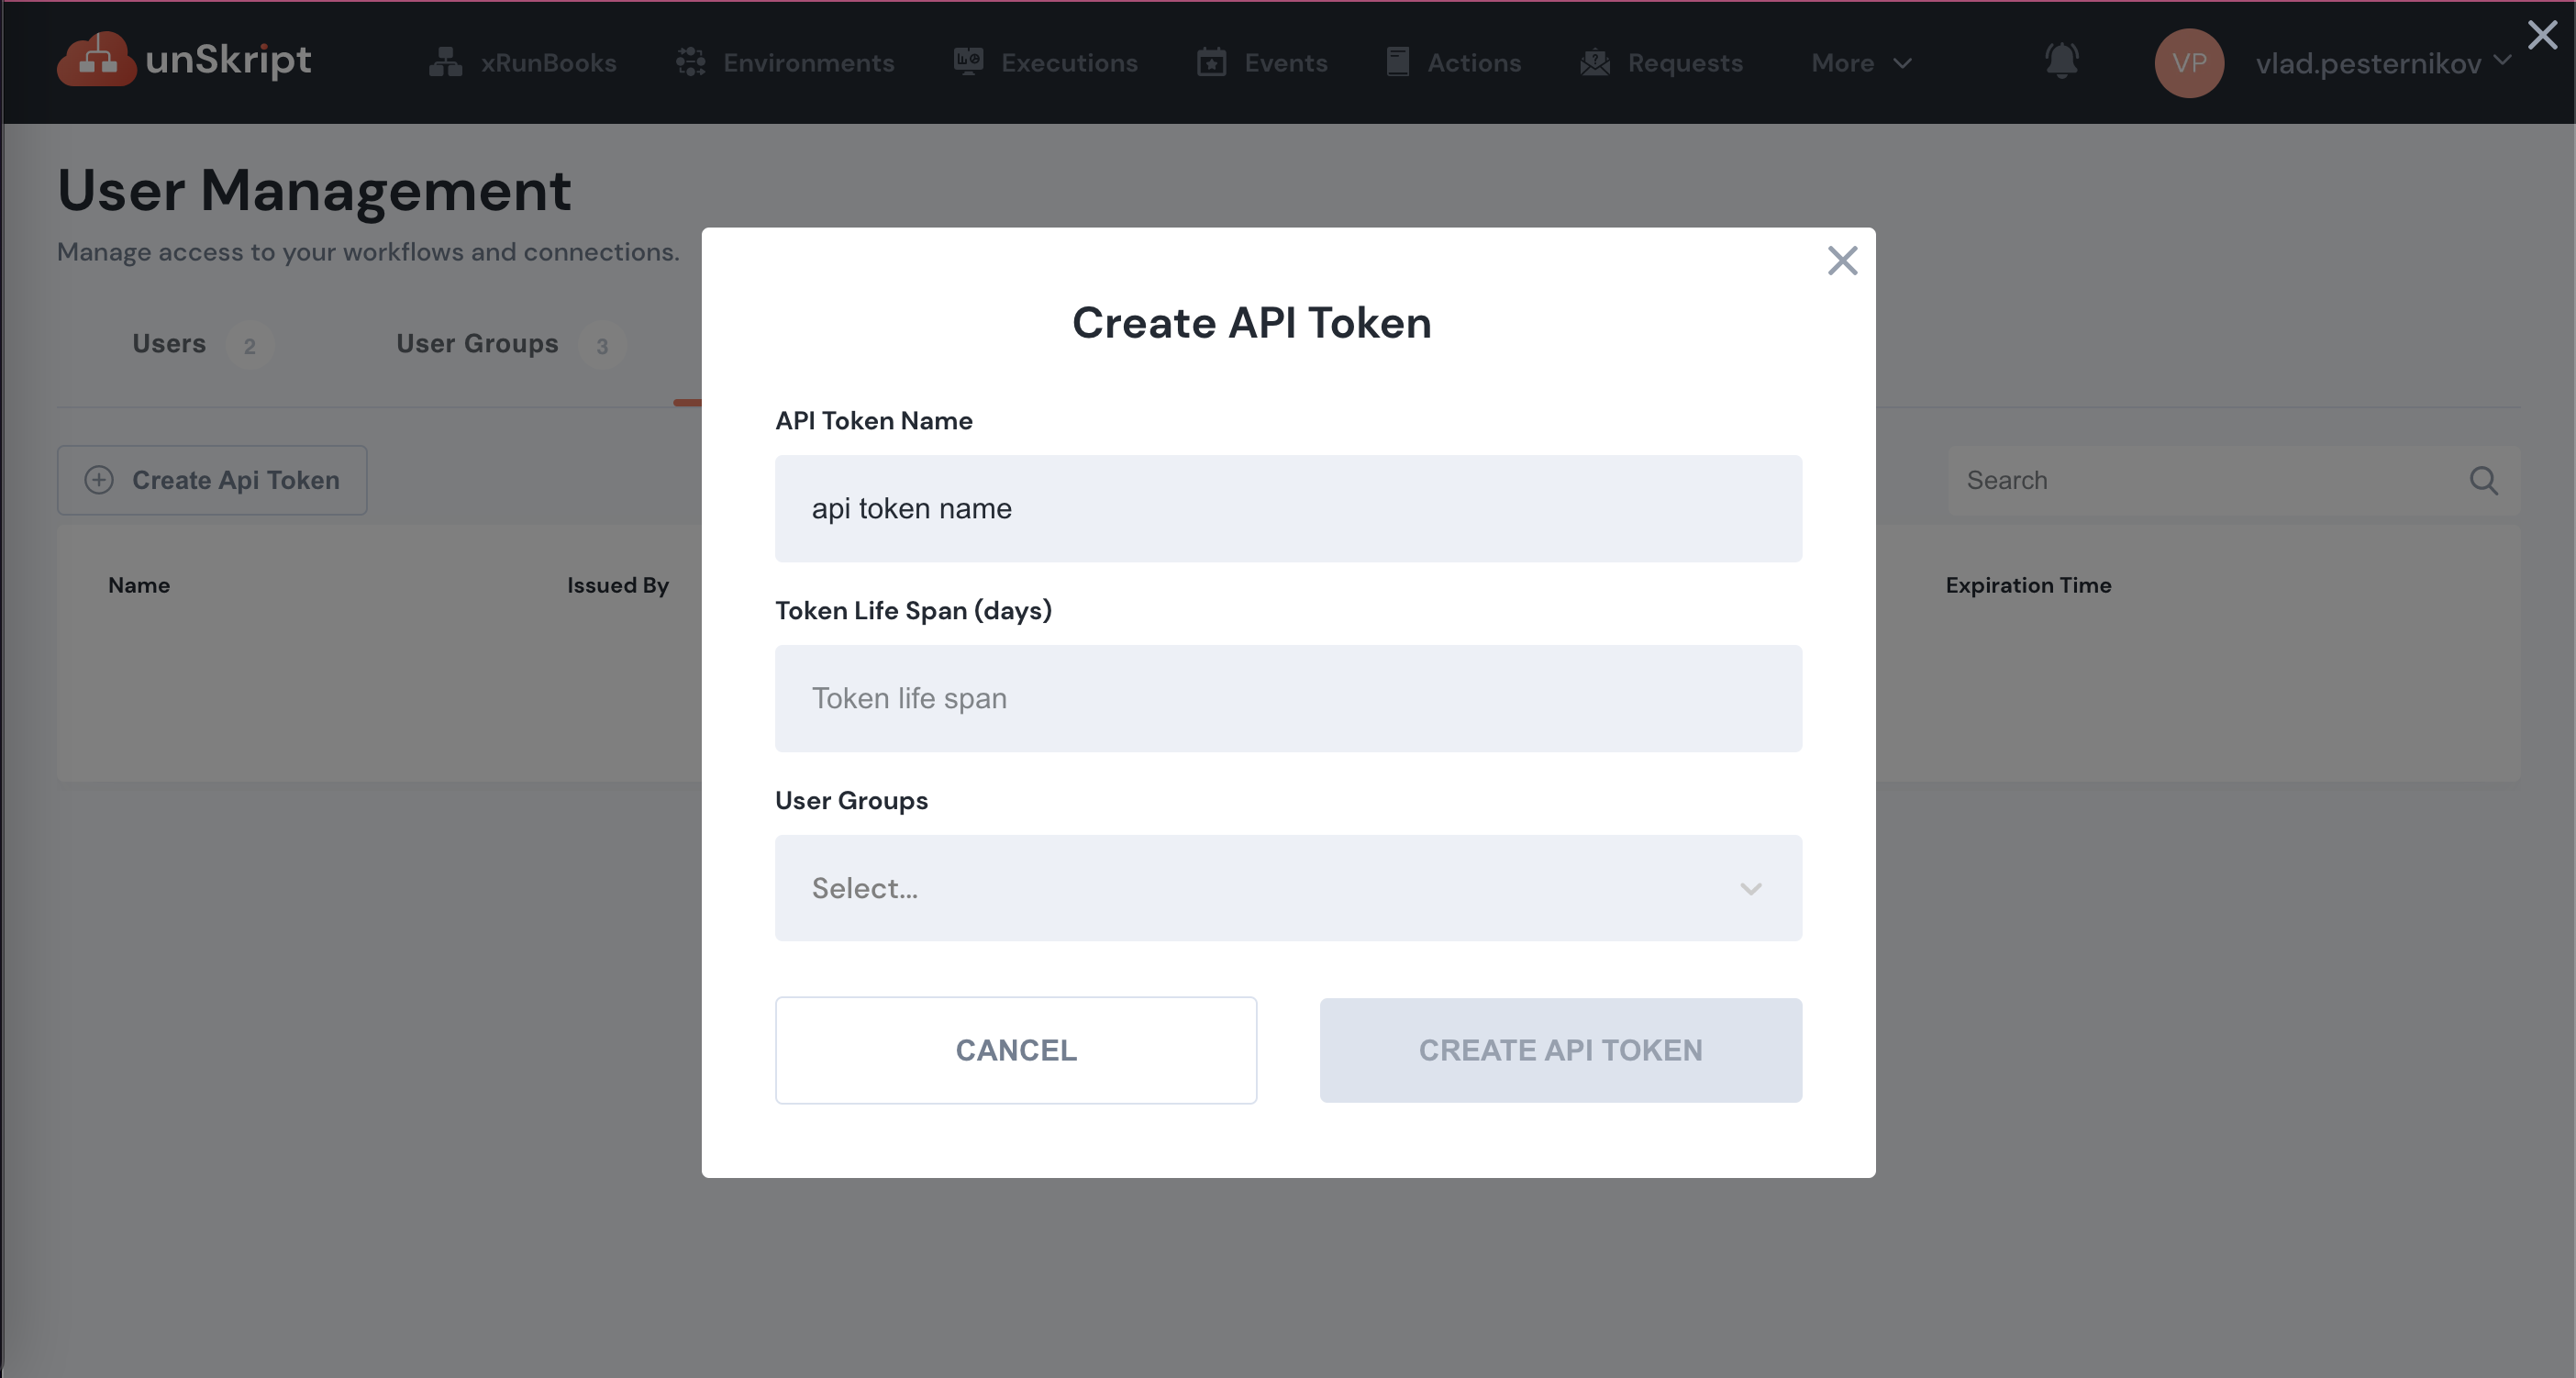 unSkript
xRunBooks
Environments
Executions
Events
Actions
Requests
More
VP
vlad.pesternikov
User Management
Manage access to your workflows and connections.
Users 2
User Groups 3
Create Api Token
Search
Name
Issued By
Expiration Time
Create API Token
API Token Name
api token name
Token Life Span (days)
Token life span
User Groups
Select...
CANCEL
CREATE API TOKEN